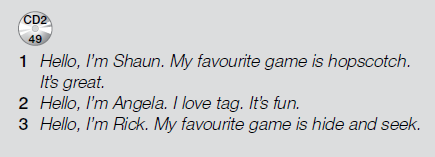 CD2
49
1 Hello, I'm Shaun. My favourite game is hopscotch.
It's great.
2 Hello, I'm Angela. I love tag. It's fun.
3 Hello, I'm Rick. My favourite game is hide and seek.